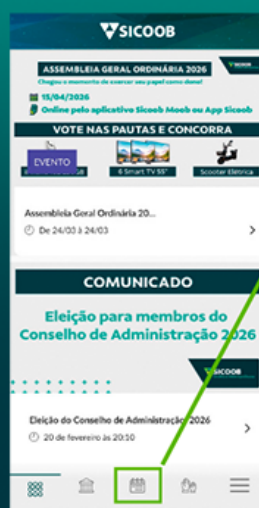 SICOOB
ASSEMBLEIA GERAL ORDINÁRIA 2026
Chegou o momento de exercer seu papel como dono!
15/04/2026
Online pelo aplicativo Sicoob Moob ou App Sicoob
VOTE NAS PAUTAS E CONCORRA
EVENTO
6 Smart TV 55"
Scooter Elétrica
Assembleia Geral Ordinária 20...
De 24/03 à 24/03
COMUNICADO
Eleição para membros do
Conselho de Administração 2026
SICOOB
Eleição do Conselho de Administração 2026
20 de fevereiro às 20:10